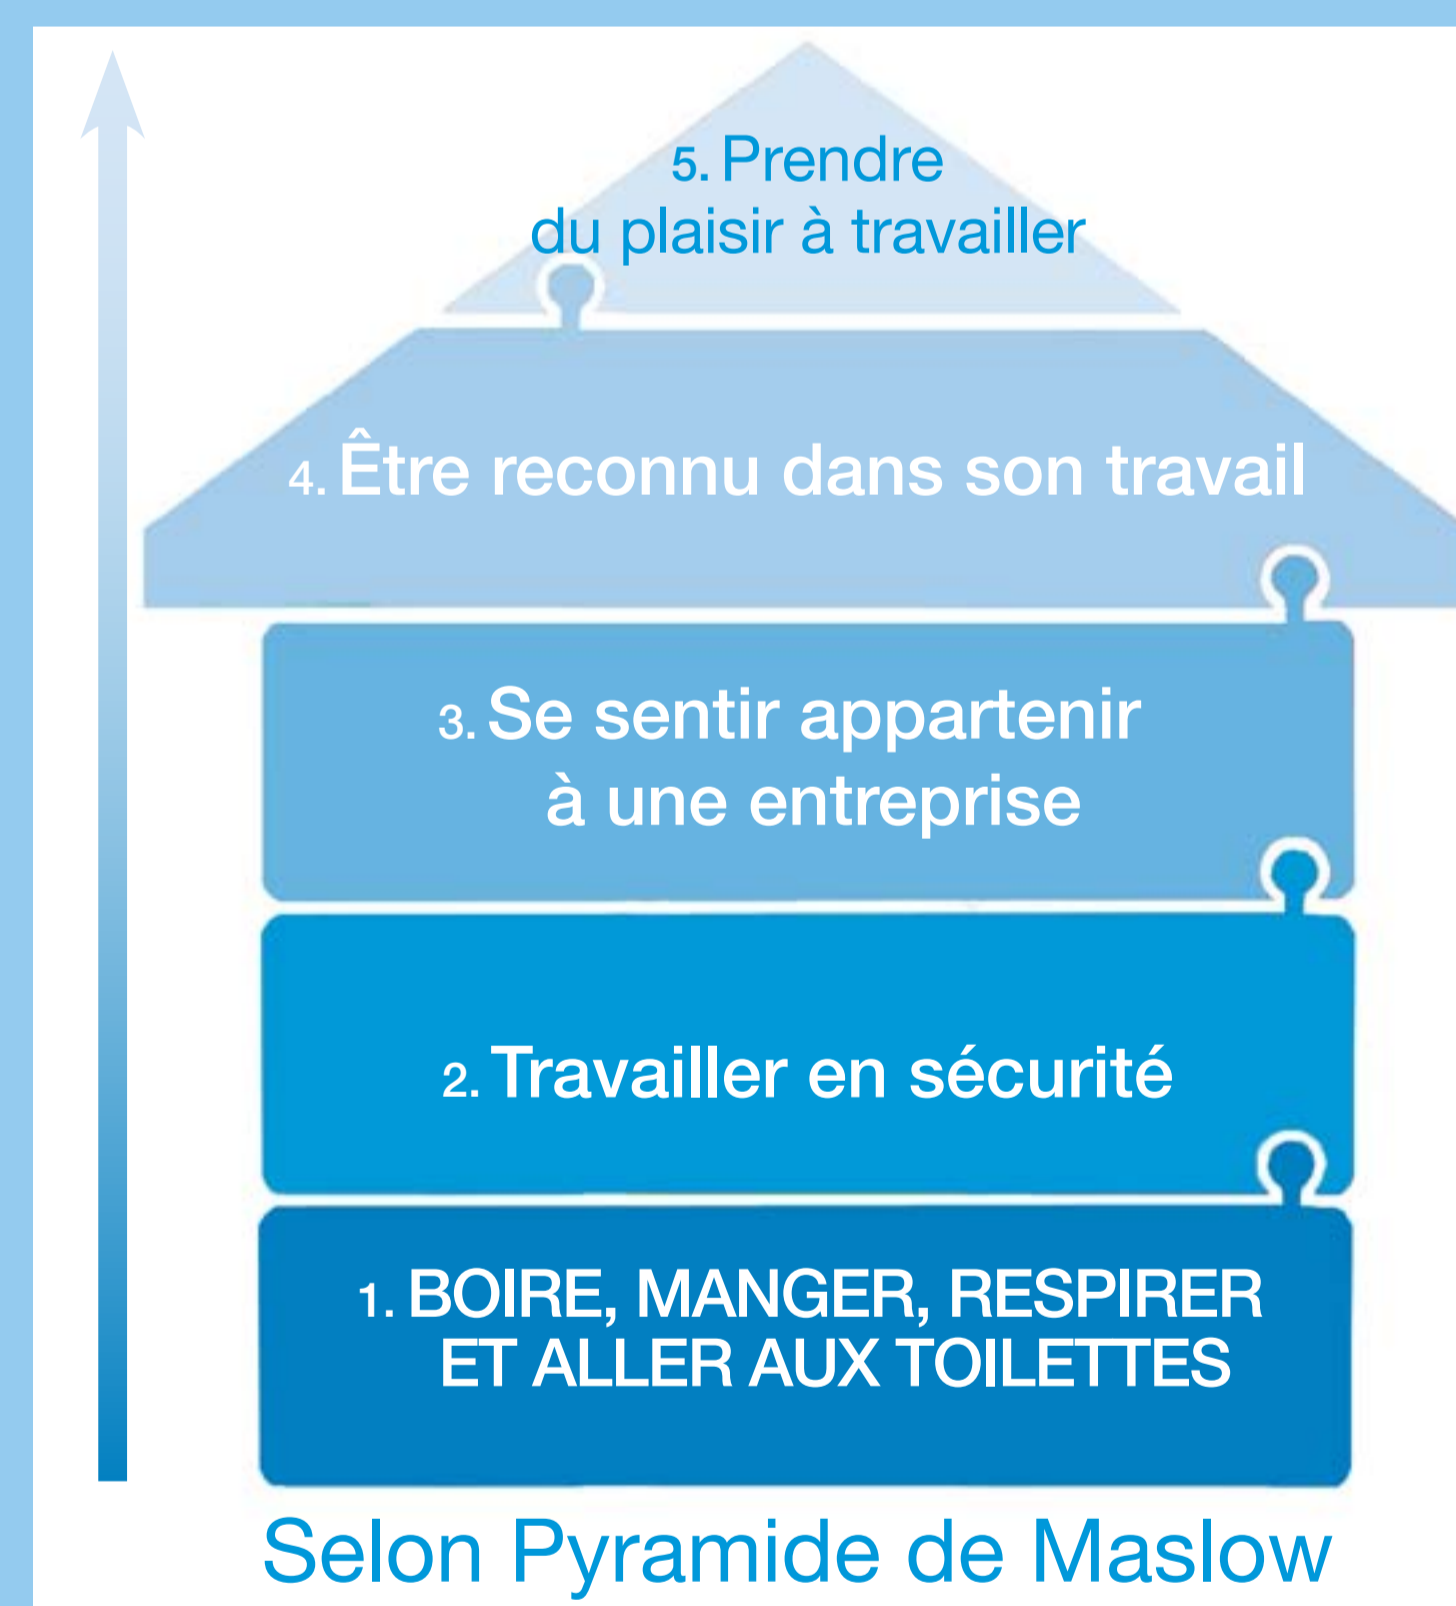 5. Prendre
du plaisir à travailler
4. Être reconnu dans son travail
3. Se sentir appartenir
à une entreprise
2. Travailler en sécurité
1. BOIRE, MANGER, RESPIRER
ET ALLER AUX TOILETTES
Selon Pyramide de Maslow